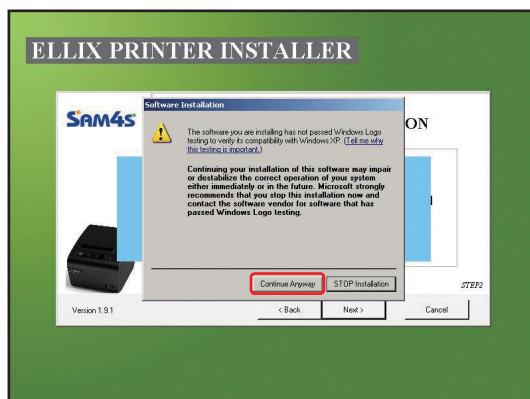 ELLIX PRINTER INSTALLER
SAM4S
Software Installation
ON
The software you are installing has not passed Windows Logo
testing to verify its compatibility with Windows XP. (Tell me why
this testing is important.)
Continuing your installation of this software may impair
or destabilize the correct operation of your system
either immediately or in the future. Microsoft strongly
recommends that you stop this installation now and
contact the software vendor for software that has
passed Windows Logo testing.
Continue Anyway
STOP Installation
STEP2
Version 1.9.1
< Back
Next >
Cancel